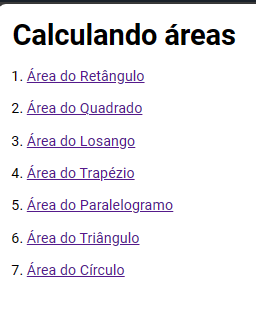 Calculando áreas
1. Área do Retângulo
2. Área do Quadrado
3. Área do Losango
4. Área do Trapézio
5. Área do Paralelogramo
6. Área do Triângulo
7. Área do Círculo